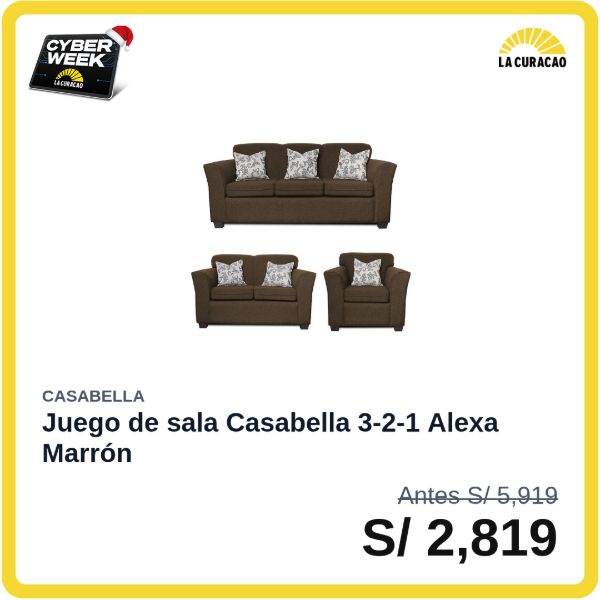 CYBER
WEEK
LA CURACAO
LA CURACAO
CASABELLA
Juego de sala Casabella 3-2-1 Alexa
Marrón
Antes S/ 5,919
S/ 2,819